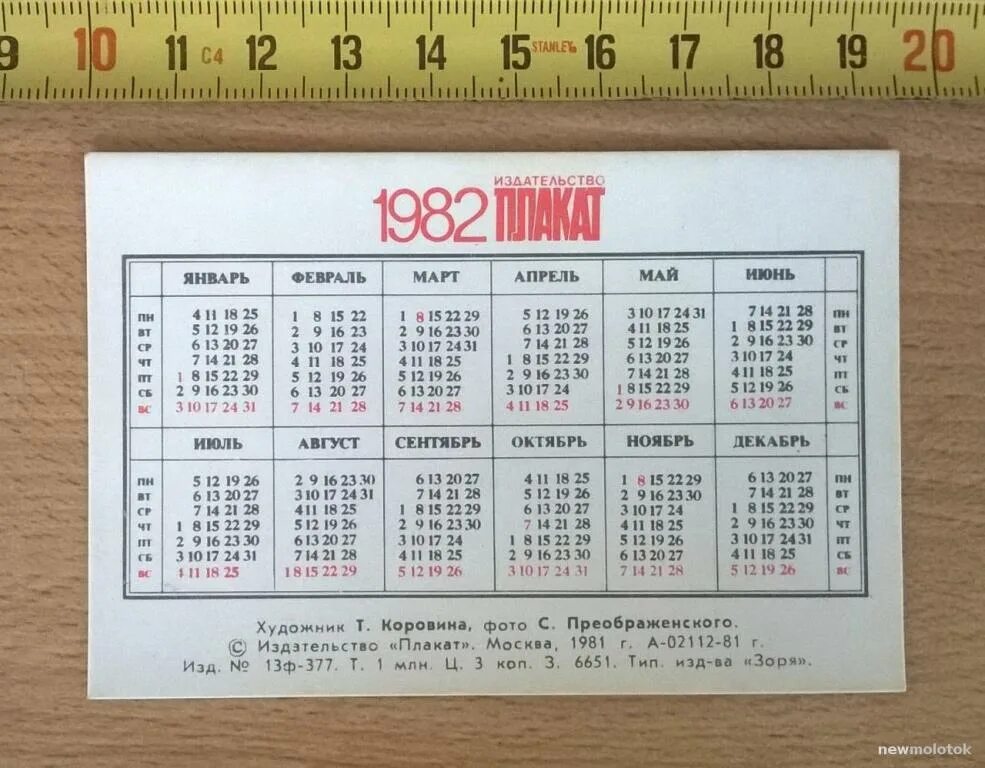 9 10 11 C4 12 13 14 15 STANLEY 16 17 18 19 20
ИЗДАТЕЛЬСТВО
1982 ПЛАКАТ
ЯНВАРЬ ФЕВРАЛЬ МАРТ АПРЕЛЬ МАЙ ИЮНЬ
ПН 4 11 18 25 1 8 15 22 1 8 15 22 29 5 12 19 26 3 10 17 24 31 7 14 21 28 ПН
ВТ 5 12 19 26 2 9 16 23 2 9 16 23 30 6 13 20 27 4 11 18 25 1 8 15 22 29 ВТ
СР 6 13 20 27 3 10 17 24 3 10 17 24 31 7 14 21 28 5 12 19 26 2 9 16 23 30 СР
ЧТ 7 14 21 28 4 11 18 25 4 11 18 25 1 8 15 22 29 6 13 20 27 3 10 17 24 ЧТ
ПТ 1 8 15 22 29 5 12 19 26 5 12 19 26 2 9 16 23 30 7 14 21 28 4 11 18 25 ПТ
СБ 2 9 16 23 30 6 13 20 27 6 13 20 27 3 10 17 24 1 8 15 22 29 5 12 19 26 СБ
ВС 3 10 17 24 31 7 14 21 28 7 14 21 28 4 11 18 25 2 9 16 23 30 6 13 20 27 ВС
ИЮЛЬ АВГУСТ СЕНТЯБРЬ ОКТЯБРЬ НОЯБРЬ ДЕКАБРЬ
ПН 5 12 19 26 2 9 16 23 30 6 13 20 27 4 11 18 25 1 8 15 22 29 6 13 20 27 ПН
ВТ 6 13 20 27 3 10 17 24 31 7 14 21 28 5 12 19 26 2 9 16 23 30 7 14 21 28 ВТ
СР 7 14 21 28 4 11 18 25 1 8 15 22 29 6 13 20 27 3 10 17 24 1 8 15 22 29 СР
ЧТ 1 8 15 22 29 5 12 19 26 2 9 16 23 30 7 14 21 28 4 11 18 25 2 9 16 23 30 ЧТ
ПТ 2 9 16 23 30 6 13 20 27 3 10 17 24 1 8 15 22 29 5 12 19 26 3 10 17 24 31 ПТ
СБ 3 10 17 24 31 7 14 21 28 4 11 18 25 2 9 16 23 30 6 13 20 27 4 11 18 25 СБ
ВС 4 11 18 25 1 8 15 22 29 5 12 19 26 3 10 17 24 31 7 14 21 28 5 12 19 26 ВС
Художник Т. Коровина, фото С. Преображенского.
© Издательство «Плакат». Москва, 1981 г. А-02112-81 г.
Изд. № 13ф-377. Т. 1 млн. Ц. 3 коп. З. 6651. Тип. изд-ва «Зоря».
newmolotok